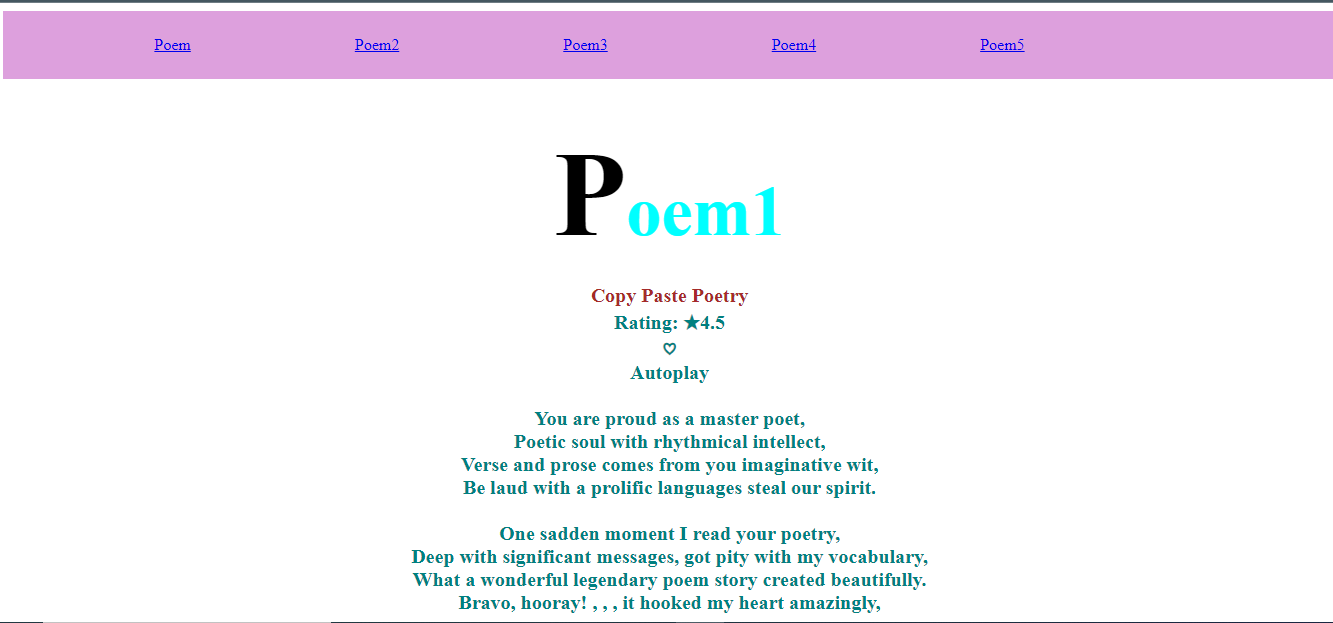 Poem Poem2 Poem3 Poem4 Poem5
Poem1
Copy Paste Poetry
Rating: ★4.5
♡
Autoplay
You are proud as a master poet,
Poetic soul with rhythmical intellect,
Verse and prose comes from you imaginative wit,
Be laud with a prolific languages steal our spirit.
One sadden moment I read your poetry,
Deep with significant messages, got pity with my vocabulary,
What a wonderful legendary poem story created beautifully.
Bravo, hooray! , , , it hooked my heart amazingly,